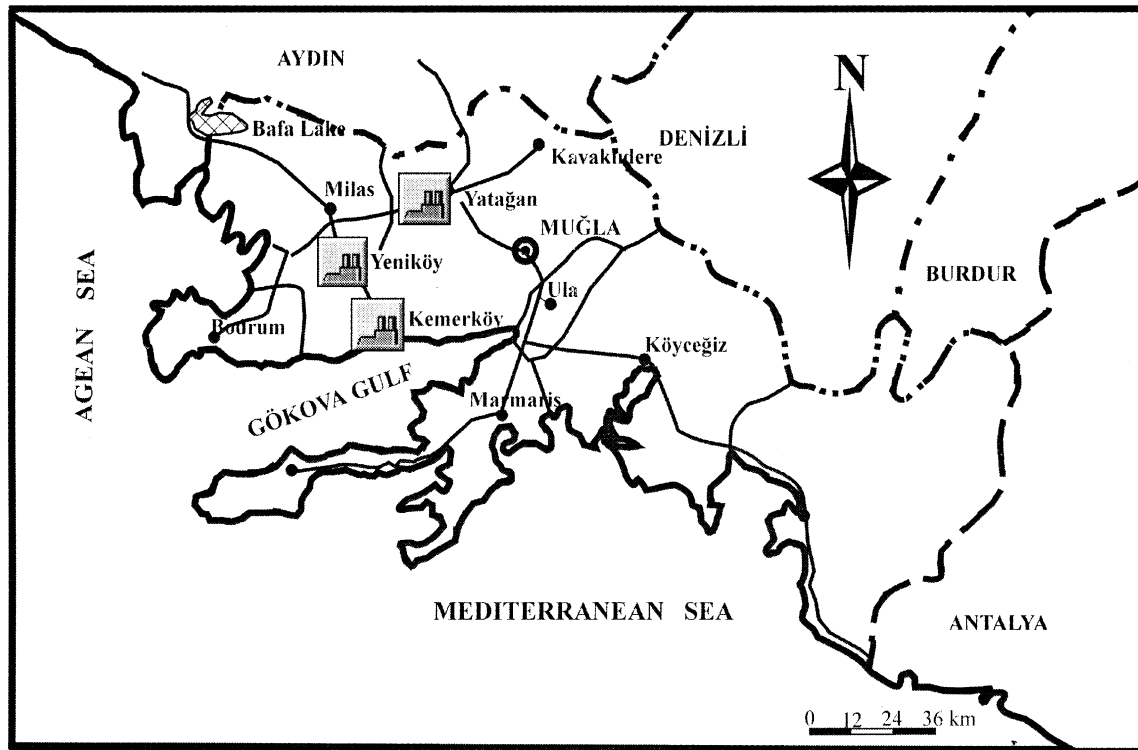 AYDIN
N
Bafa Lake
DENİZLİ
Kavaklıdere
Milas
Yatağan
MUĞLA
Yeniköy
BURDUR
AGEAN SEA
Ula
Bodrum
Kemerköy
Köyceğiz
GÖKOVA GULF
Marmaris
MEDITERRANEAN SEA
ANTALYA
0 12 24 36 km